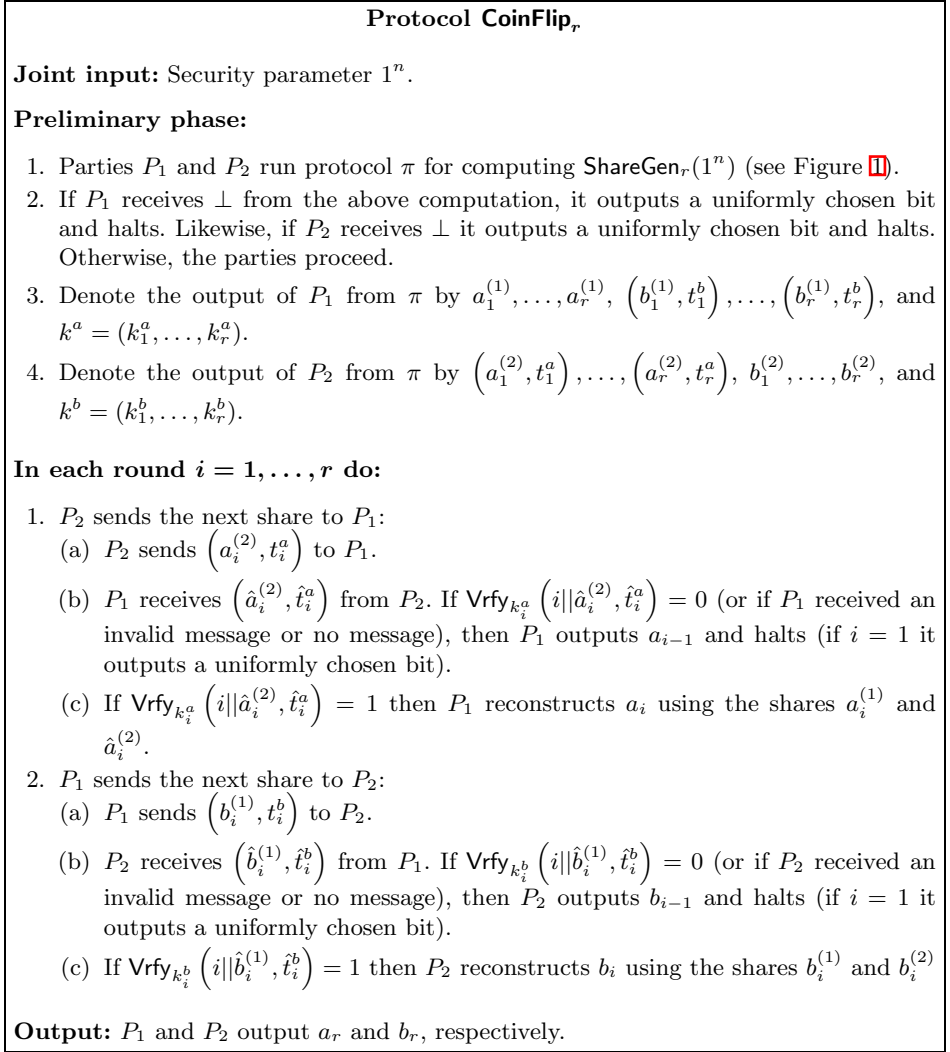 Protocol CoinFlip_r
Joint input: Security parameter 1^n.
Preliminary phase:
1. Parties P_1 and P_2 run protocol π for computing ShareGen_r(1^n) (see Figure 1).
2. If P_1 receives ⊥ from the above computation, it outputs a uniformly chosen bit
and halts. Likewise, if P_2 receives ⊥ it outputs a uniformly chosen bit and halts.
Otherwise, the parties proceed.
3. Denote the output of P_1 from π by a_1^{(1)}, . . . , a_r^{(1)}, (b_1^{(1)}, t_1^b), . . . , (b_r^{(1)}, t_r^b), and
k^a = (k_1^a, . . . , k_r^a).
4. Denote the output of P_2 from π by (a_1^{(2)}, t_1^a), . . . , (a_r^{(2)}, t_r^a), b_1^{(2)}, . . . , b_r^{(2)}, and
k^b = (k_1^b, . . . , k_r^b).
In each round i = 1, . . . , r do:
1. P_2 sends the next share to P_1:
(a) P_2 sends (a_i^{(2)}, t_i^a) to P_1.
(b) P_1 receives (â_i^{(2)}, t̂_i^a) from P_2. If Vrfy_{k_i^a}(i||â_i^{(2)}, t̂_i^a) = 0 (or if P_1 received an
invalid message or no message), then P_1 outputs a_{i−1} and halts (if i = 1 it
outputs a uniformly chosen bit).
(c) If Vrfy_{k_i^a}(i||â_i^{(2)}, t̂_i^a) = 1 then P_1 reconstructs a_i using the shares a_i^{(1)} and
â_i^{(2)}.
2. P_1 sends the next share to P_2:
(a) P_1 sends (b_i^{(1)}, t_i^b) to P_2.
(b) P_2 receives (b̂_i^{(1)}, t̂_i^b) from P_1. If Vrfy_{k_i^b}(i||b̂_i^{(1)}, t̂_i^b) = 0 (or if P_2 received an
invalid message or no message), then P_2 outputs b_{i−1} and halts (if i = 1 it
outputs a uniformly chosen bit).
(c) If Vrfy_{k_i^b}(i||b̂_i^{(1)}, t̂_i^b) = 1 then P_2 reconstructs b_i using the shares b_i^{(1)} and b_i^{(2)}
Output: P_1 and P_2 output a_r and b_r, respectively.